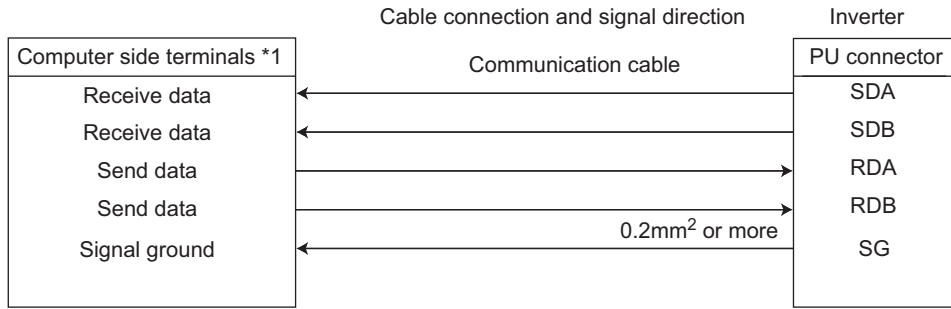 Cable connection and signal direction Inverter
Computer side terminals *1 Communication cable PU connector
Receive data SDA
Receive data SDB
Send data RDA
Send data RDB
0.2mm² or more
Signal ground SG